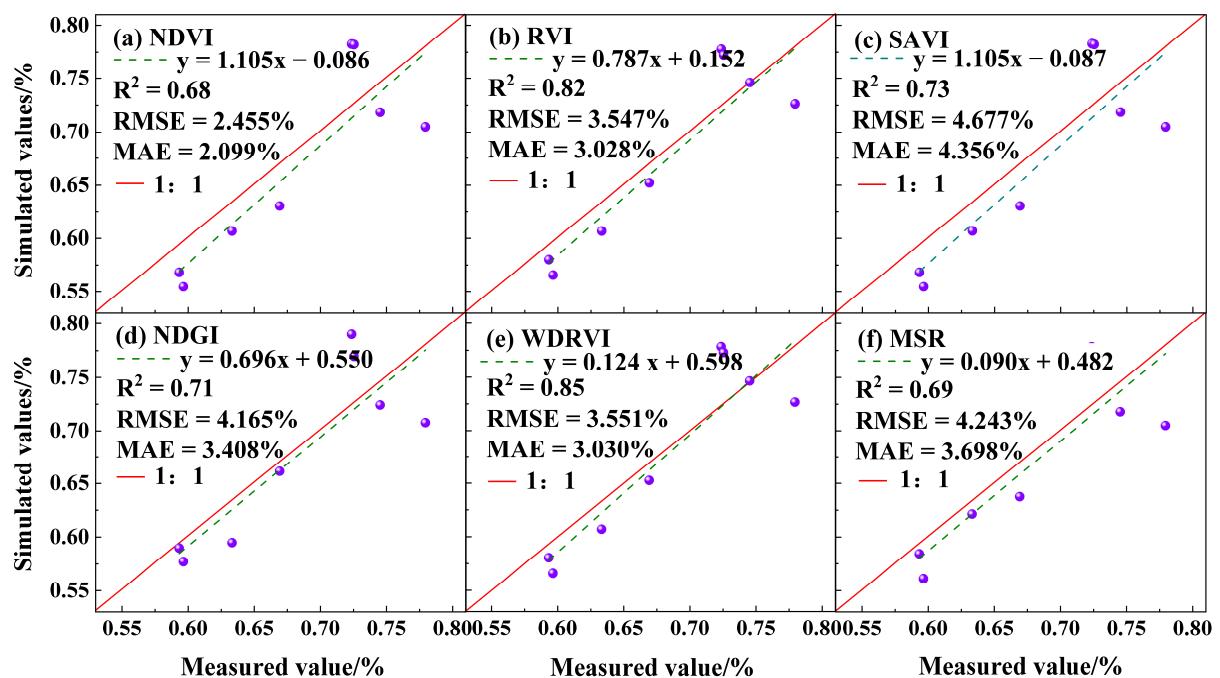 Simulated values/%
0.80
0.75
0.70
0.65
0.60
0.55
(a) NDVI
y = 1.105x − 0.086
R² = 0.68
RMSE = 2.455%
MAE = 2.099%
1：1
(b) RVI
y = 0.787x + 0.152
R² = 0.82
RMSE = 3.547%
MAE = 3.028%
1：1
(c) SAVI
y = 1.105x − 0.087
R² = 0.73
RMSE = 4.677%
MAE = 4.356%
1：1
Simulated values/%
0.80
0.75
0.70
0.65
0.60
0.55
(d) NDGI
y = 0.696x + 0.550
R² = 0.71
RMSE = 4.165%
MAE = 3.408%
1：1
(e) WDRVI
y = 0.124 x + 0.598
R² = 0.85
RMSE = 3.551%
MAE = 3.030%
1：1
(f) MSR
y = 0.090x + 0.482
R² = 0.69
RMSE = 4.243%
MAE = 3.698%
1：1
0.55 0.60 0.65 0.70 0.75 0.80
0.55 0.60 0.65 0.70 0.75 0.80
0.55 0.60 0.65 0.70 0.75 0.80
Measured value/%
Measured value/%
Measured value/%